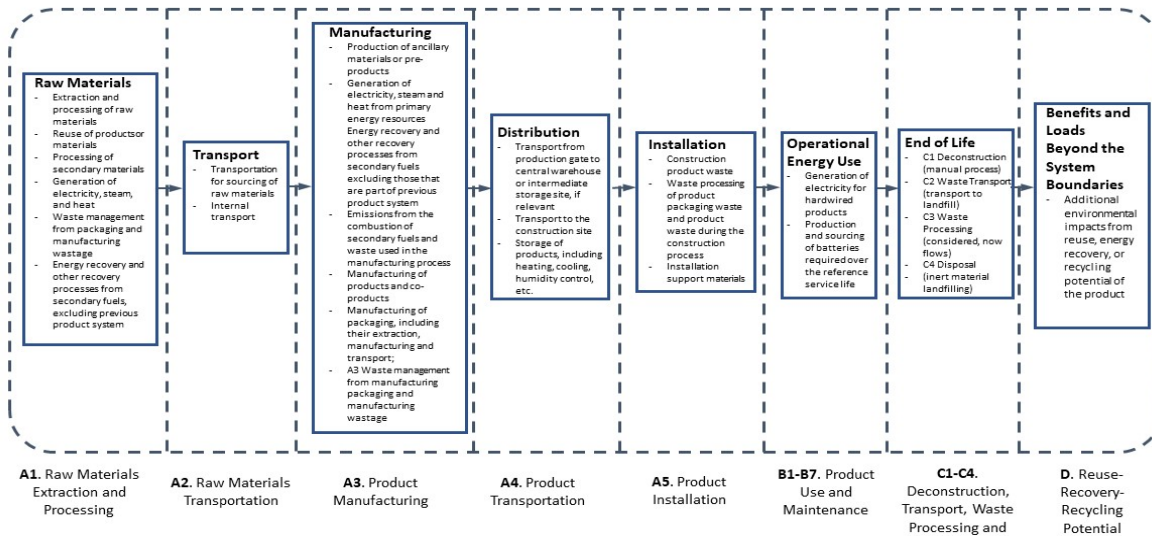 Raw Materials
- Extraction and
processing of raw
materials
- Reuse of productsor
materials
- Processing of
secondary materials
- Generation of
electricity, steam, and
heat
- Waste management
from packaging and
manufacturing
wastage
- Energy recovery and
other recovery
processes from
secondary fuels,
excluding previous
product system
Transport
- Transportation
for sourcing of
raw materials
- Internal
transport
Manufacturing
- Production of ancillary
materials or pre-
products
- Generation of
electricity, steam and
heat from primary
energy resources
Energy recovery and
other recovery
processes from
secondary fuels
excluding those that
are part of previous
product system
- Emissions from the
combustion of
secondary fuels and
waste used in the
manufacturing process
- Manufacturing of
products and co-
products
- Manufacturing of
packaging, including
their extraction,
manufacturing and
transport;
- A3 Waste management
from manufacturing
packaging and
manufacturing
wastage
Distribution
- Transport from
production gate to
central warehouse
or intermediate
storage site, if
relevant
- Transport to the
construction site
- Storage of
products, including
heating, cooling,
humidity control,
etc.
Installation
- Construction
product waste
- Waste processing
of product
packaging waste
and product
waste during the
construction
process
- Installation
support materials
Operational
Energy Use
- Generation of
electricity for
hardwired
products
- Production
and sourcing
of batteries
required over
the reference
service life
End of Life
- C1 Deconstruction
(manual process)
- C2 Waste Transport
(transport to
landfill)
- C3 Waste
Processing
(considered, now
flows)
- C4 Disposal
- (inert material
landfilling)
Benefits and
Loads
Beyond the
System
Boundaries
- Additional
environmental
impacts from
reuse, energy
recovery, or
recycling
potential of
the product
A1. Raw Materials
Extraction and
Processing
A2. Raw Materials
Transportation
A3. Product
Manufacturing
A4. Product
Transportation
A5. Product
Installation
B1-B7. Product
Use and
Maintenance
C1-C4.
Deconstruction,
Transport, Waste
Processing and
D. Reuse-
Recovery-
Recycling
Potential